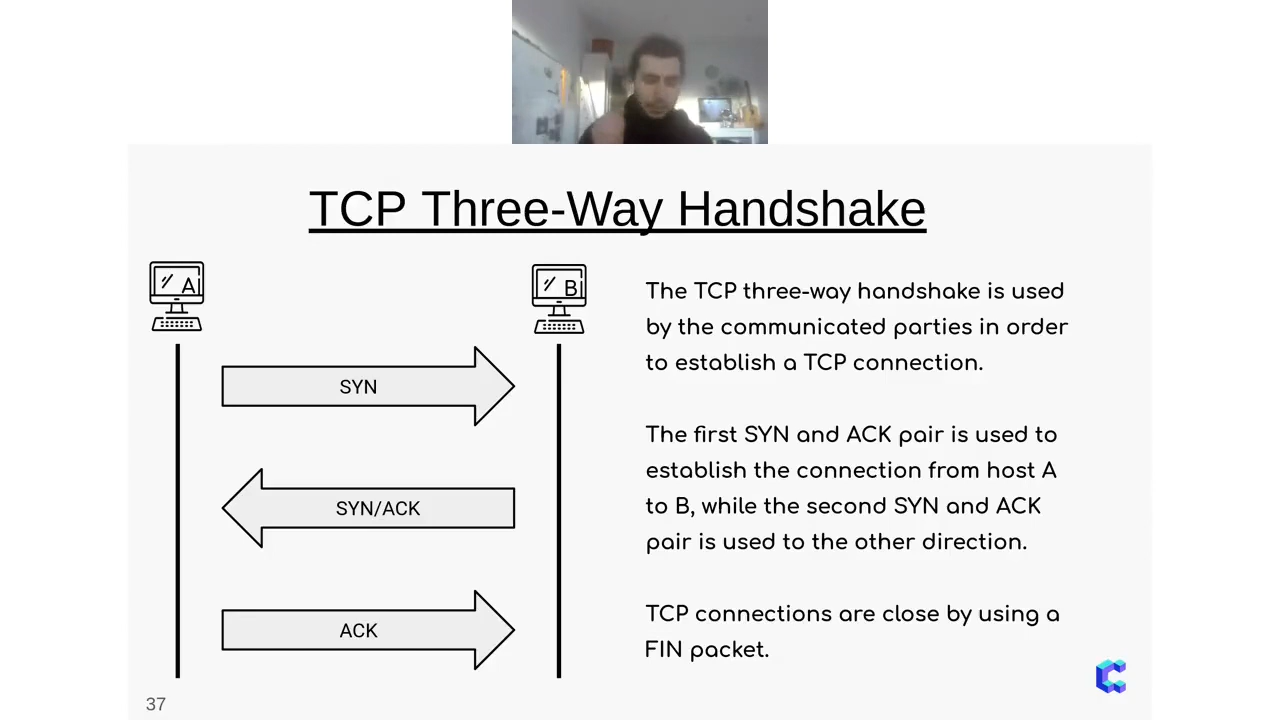 TCP Three-Way Handshake
A
B
SYN
SYN/ACK
ACK
The TCP three-way handshake is used
by the communicated parties in order
to establish a TCP connection.
The first SYN and ACK pair is used to
establish the connection from host A
to B, while the second SYN and ACK
pair is used to the other direction.
TCP connections are close by using a
FIN packet.
37